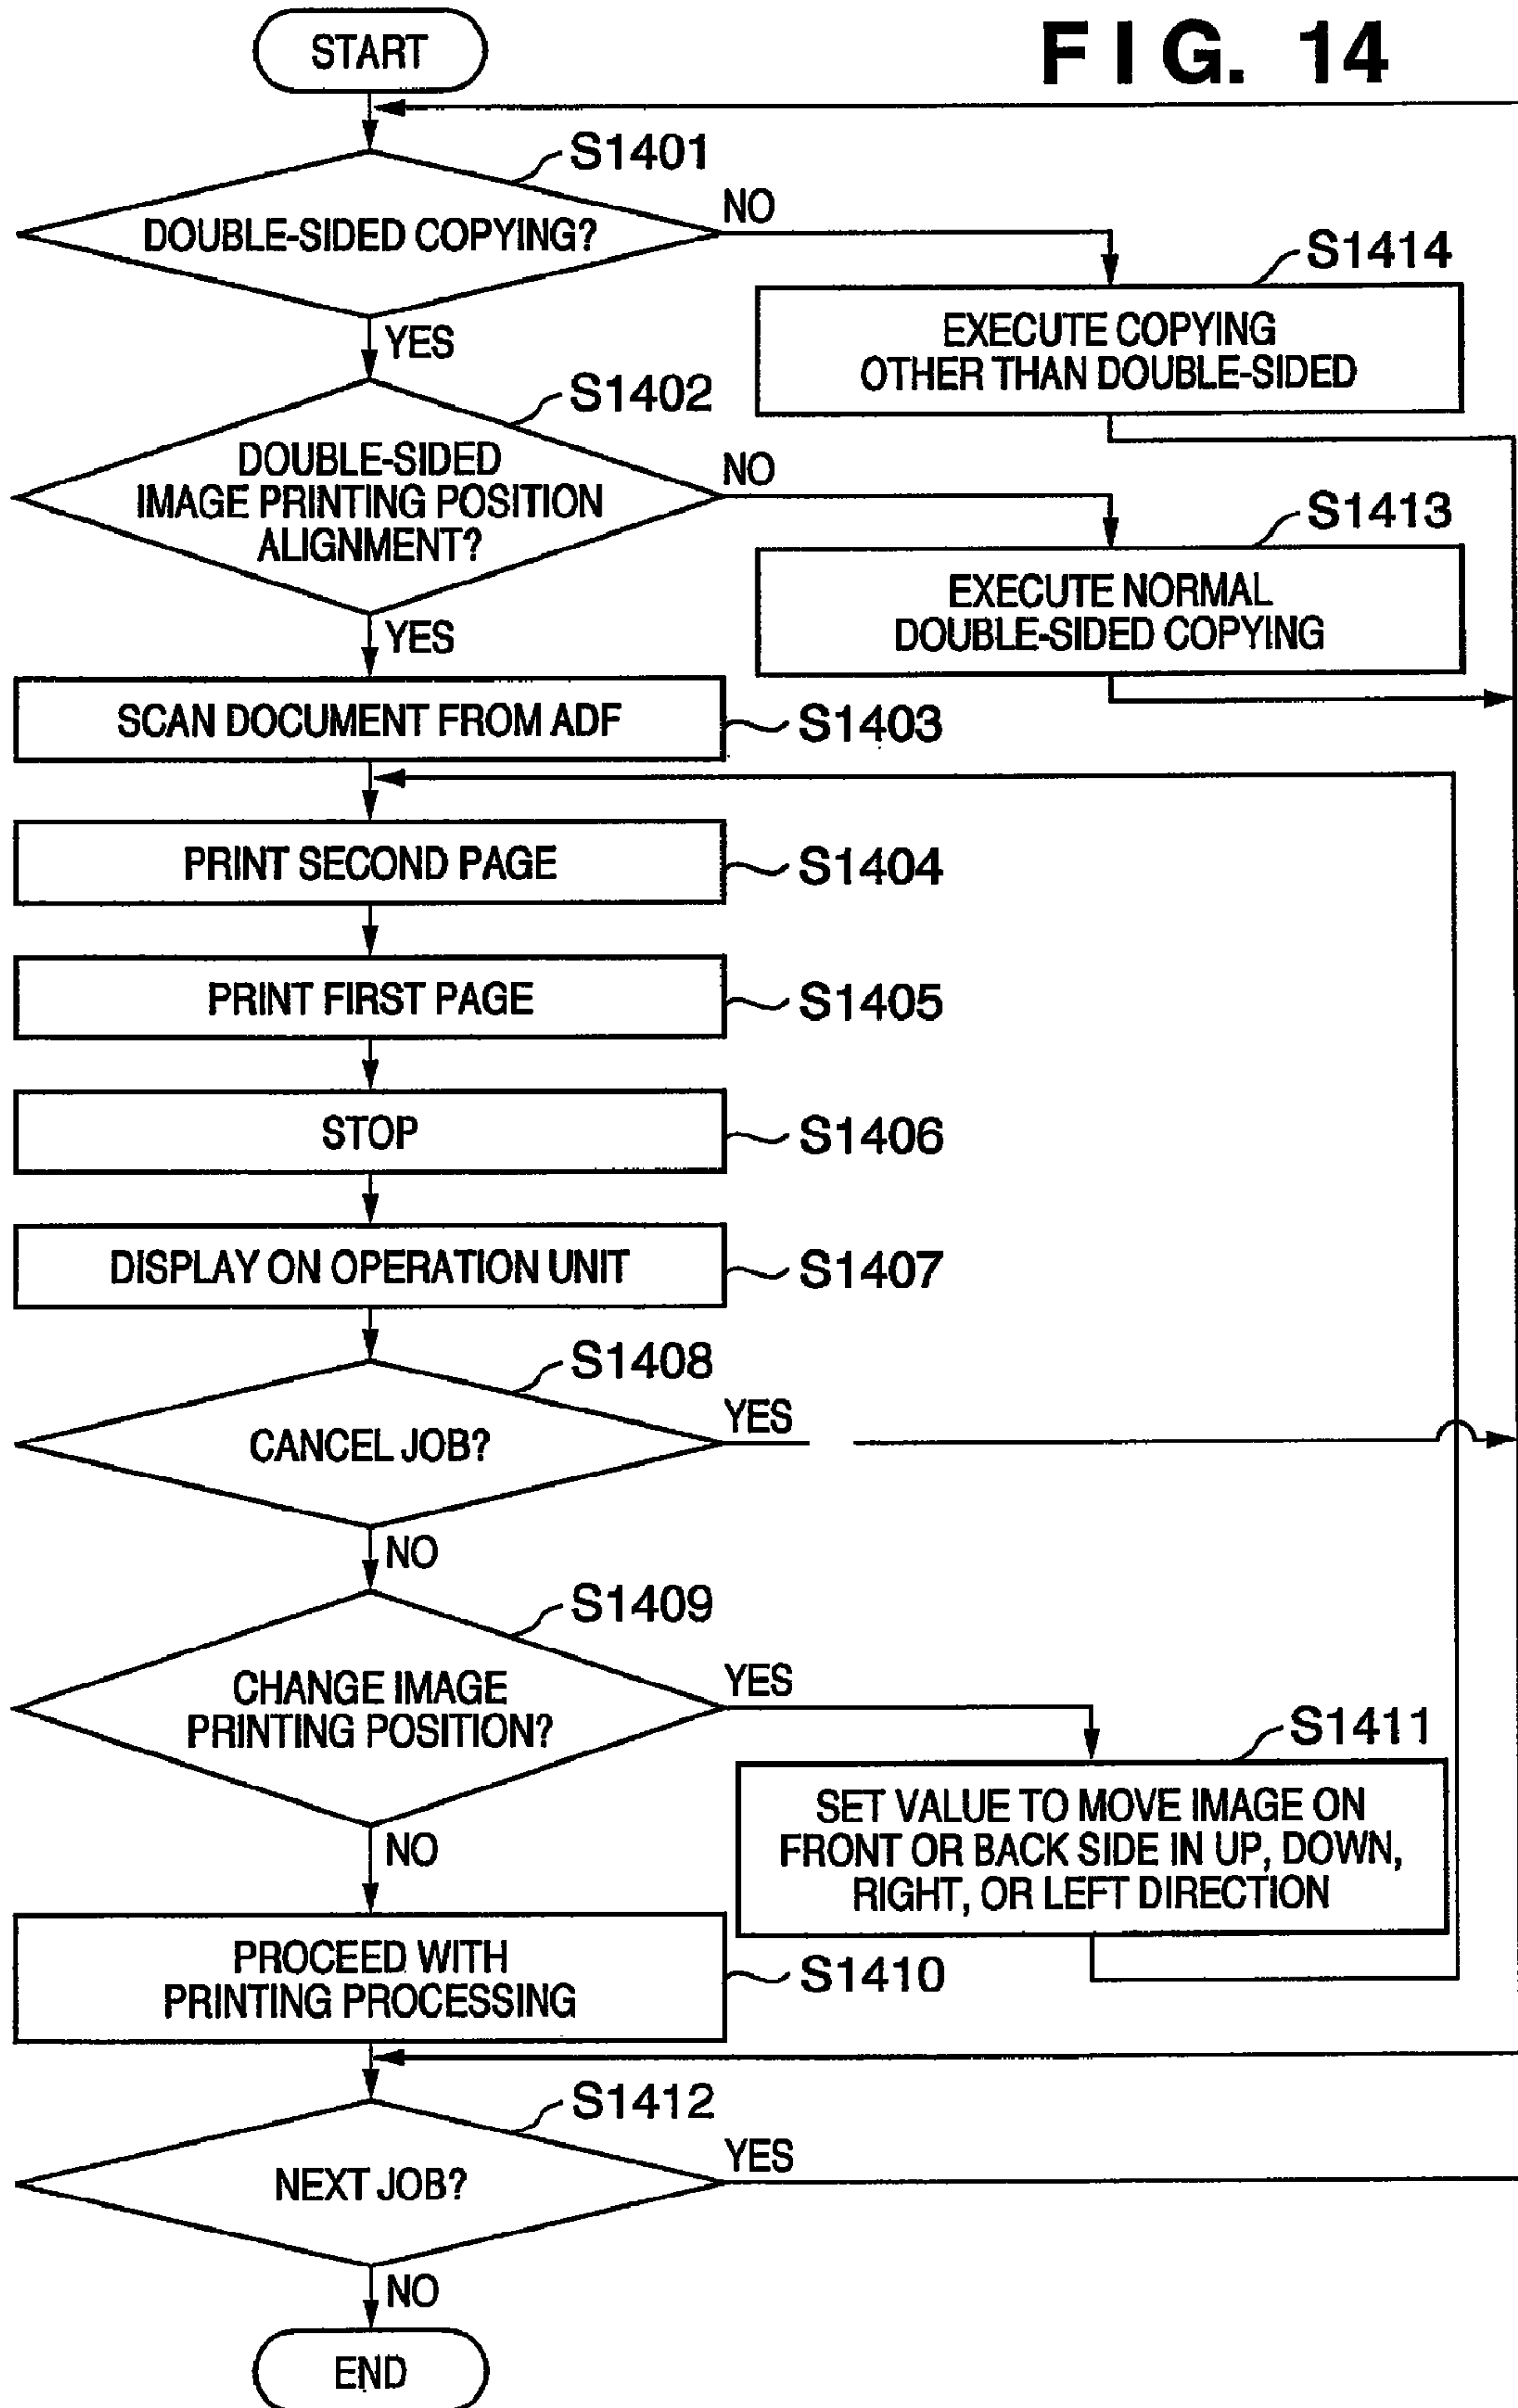 FIG. 14
START
S1401
DOUBLE-SIDED COPYING?
NO
YES
S1414
EXECUTE COPYING
OTHER THAN DOUBLE-SIDED
S1402
DOUBLE-SIDED
IMAGE PRINTING POSITION
ALIGNMENT?
NO
YES
S1413
EXECUTE NORMAL
DOUBLE-SIDED COPYING
SCAN DOCUMENT FROM ADF
S1403
PRINT SECOND PAGE
S1404
PRINT FIRST PAGE
S1405
STOP
S1406
DISPLAY ON OPERATION UNIT
S1407
S1408
CANCEL JOB?
YES
NO
S1409
CHANGE IMAGE
PRINTING POSITION?
YES
NO
S1411
SET VALUE TO MOVE IMAGE ON
FRONT OR BACK SIDE IN UP, DOWN,
RIGHT, OR LEFT DIRECTION
PROCEED WITH
PRINTING PROCESSING
S1410
S1412
NEXT JOB?
YES
NO
END